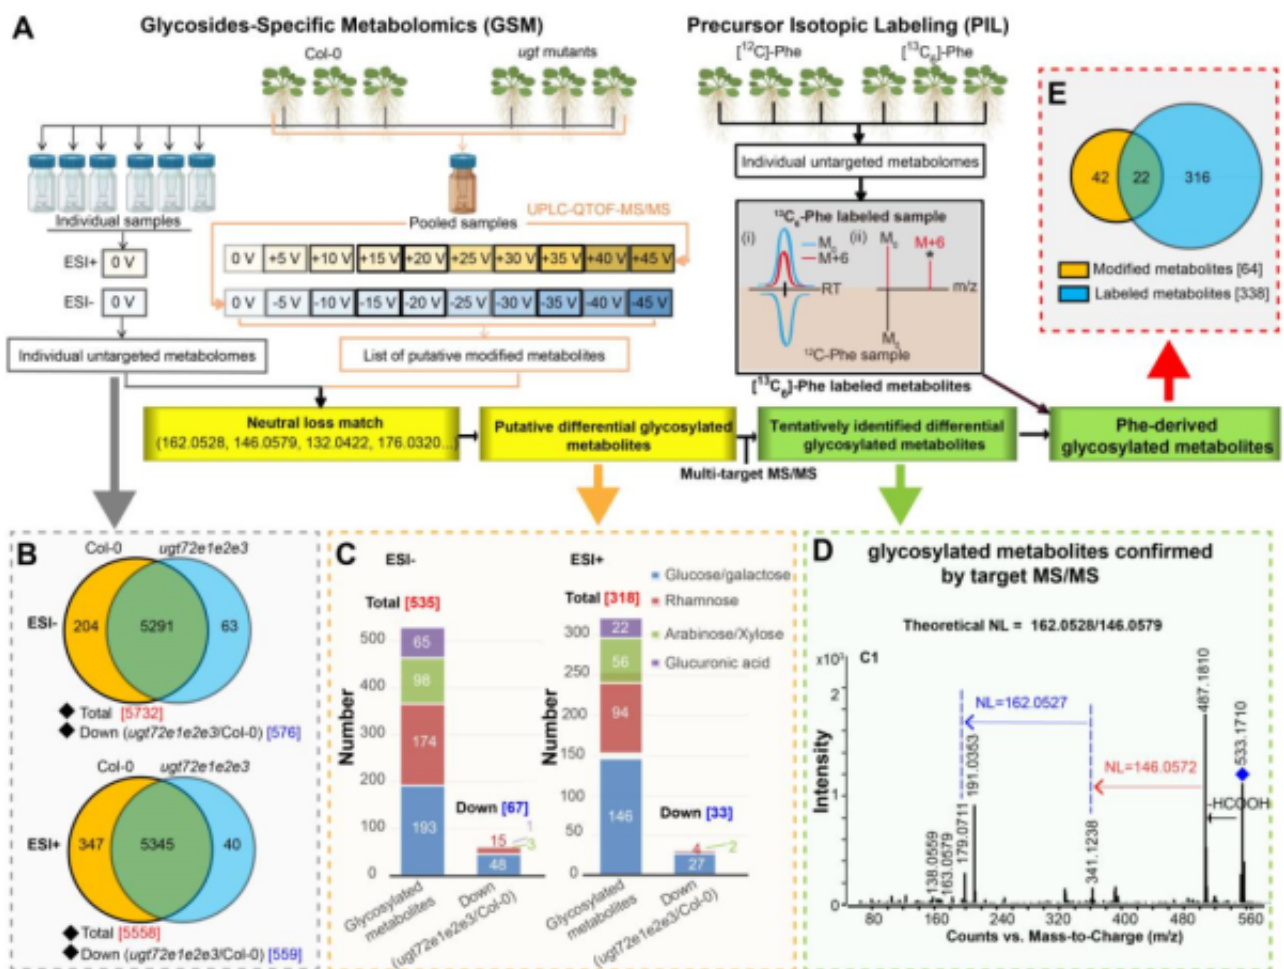 A
Glycosides-Specific Metabolomics (GSM)
Col-0
ugt mutants
Individual samples
Pooled samples
UPLC-QTOF-MS/MS
ESI+
0 V
0 V
+5 V
+10 V
+15 V
+20 V
+25 V
+30 V
+35 V
+40 V
+45 V
ESI-
0 V
0 V
-5 V
-10 V
-15 V
-20 V
-25 V
-30 V
-35 V
-40 V
-45 V
Individual untargeted metabolomes
List of putative modified metabolites
Precursor Isotopic Labeling (PIL)
[¹²C]-Phe
[¹³C₆]-Phe
Individual untargeted metabolomes
¹³C₆-Phe labeled sample
(i)
M₀
M+6
RT
(ii)
M₀
M+6
*
m/z
M₀
¹²C-Phe sample
[¹³C₆]-Phe labeled metabolites
Neutral loss match
(162.0528, 146.0579, 132.0422, 176.0320...)
Putative differential glycosylated
metabolites
Multi-target MS/MS
Tentatively identified differential
glycosylated metabolites
Phe-derived
glycosylated metabolites
E
42
22
316
Modified metabolites [64]
Labeled metabolites [338]
B
Col-0
ugt72e1e2e3
ESI-
204
5291
63
Total [5732]
Down (ugt72e1e2e3/Col-0) [576]
Col-0
ugt72e1e2e3
ESI+
347
5345
40
Total [5558]
Down (ugt72e1e2e3/Col-0) [559]
C
ESI-
Total [535]
Number
500
400
300
200
100
0
65
98
174
193
Down [67]
1
15
3
48
Glycosylated
metabolites
Down
(ugt72e1e2e3/Col-0)
ESI+
Total [318]
Number
300
250
200
150
100
50
0
22
56
94
146
Down [33]
4
2
27
Glycosylated
metabolites
Down
(ugt72e1e2e3/Col-0)
Glucose/galactose
Rhamnose
Arabinose/Xylose
Glucuronic acid
D
glycosylated metabolites confirmed
by target MS/MS
Theoretical NL = 162.0528/146.0579
x10³
C1
Intensity
2
1
0
NL=162.0527
NL=146.0572
-HCOOH
138.0559
163.0579
179.0711
191.0353
341.1238
487.1810
533.1710
80
160
240
320
400
480
560
Counts vs. Mass-to-Charge (m/z)